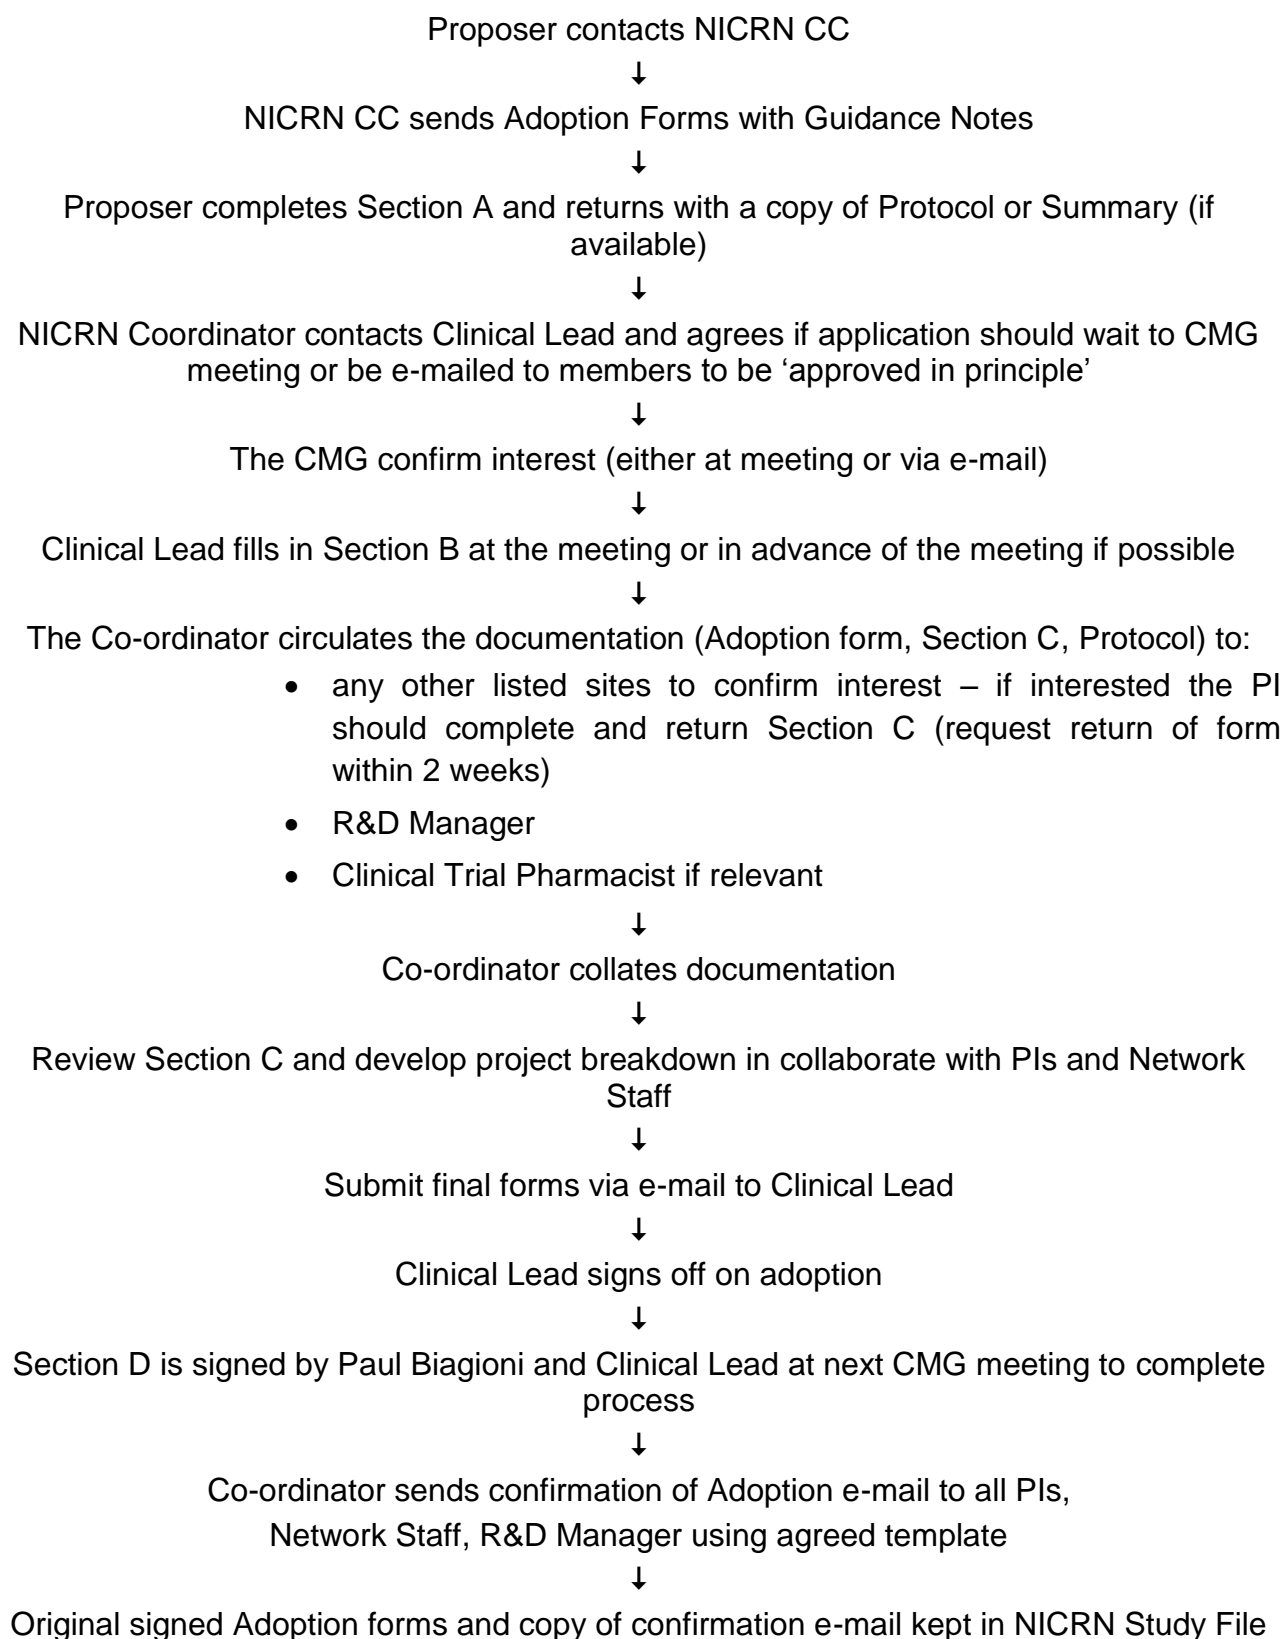 Proposer contacts NICRN CC
↓
NICRN CC sends Adoption Forms with Guidance Notes
↓
Proposer completes Section A and returns with a copy of Protocol or Summary (if
available)
↓
NICRN Coordinator contacts Clinical Lead and agrees if application should wait to CMG
meeting or be e-mailed to members to be ‘approved in principle’
↓
The CMG confirm interest (either at meeting or via e-mail)
↓
Clinical Lead fills in Section B at the meeting or in advance of the meeting if possible
↓
The Co-ordinator circulates the documentation (Adoption form, Section C, Protocol) to:
• any other listed sites to confirm interest – if interested the PI
should complete and return Section C (request return of form
within 2 weeks)
• R&D Manager
• Clinical Trial Pharmacist if relevant
↓
Co-ordinator collates documentation
↓
Review Section C and develop project breakdown in collaborate with PIs and Network
Staff
↓
Submit final forms via e-mail to Clinical Lead
↓
Clinical Lead signs off on adoption
↓
Section D is signed by Paul Biagioni and Clinical Lead at next CMG meeting to complete
process
↓
Co-ordinator sends confirmation of Adoption e-mail to all PIs,
Network Staff, R&D Manager using agreed template
↓
Original signed Adoption forms and copy of confirmation e-mail kept in NICRN Study File